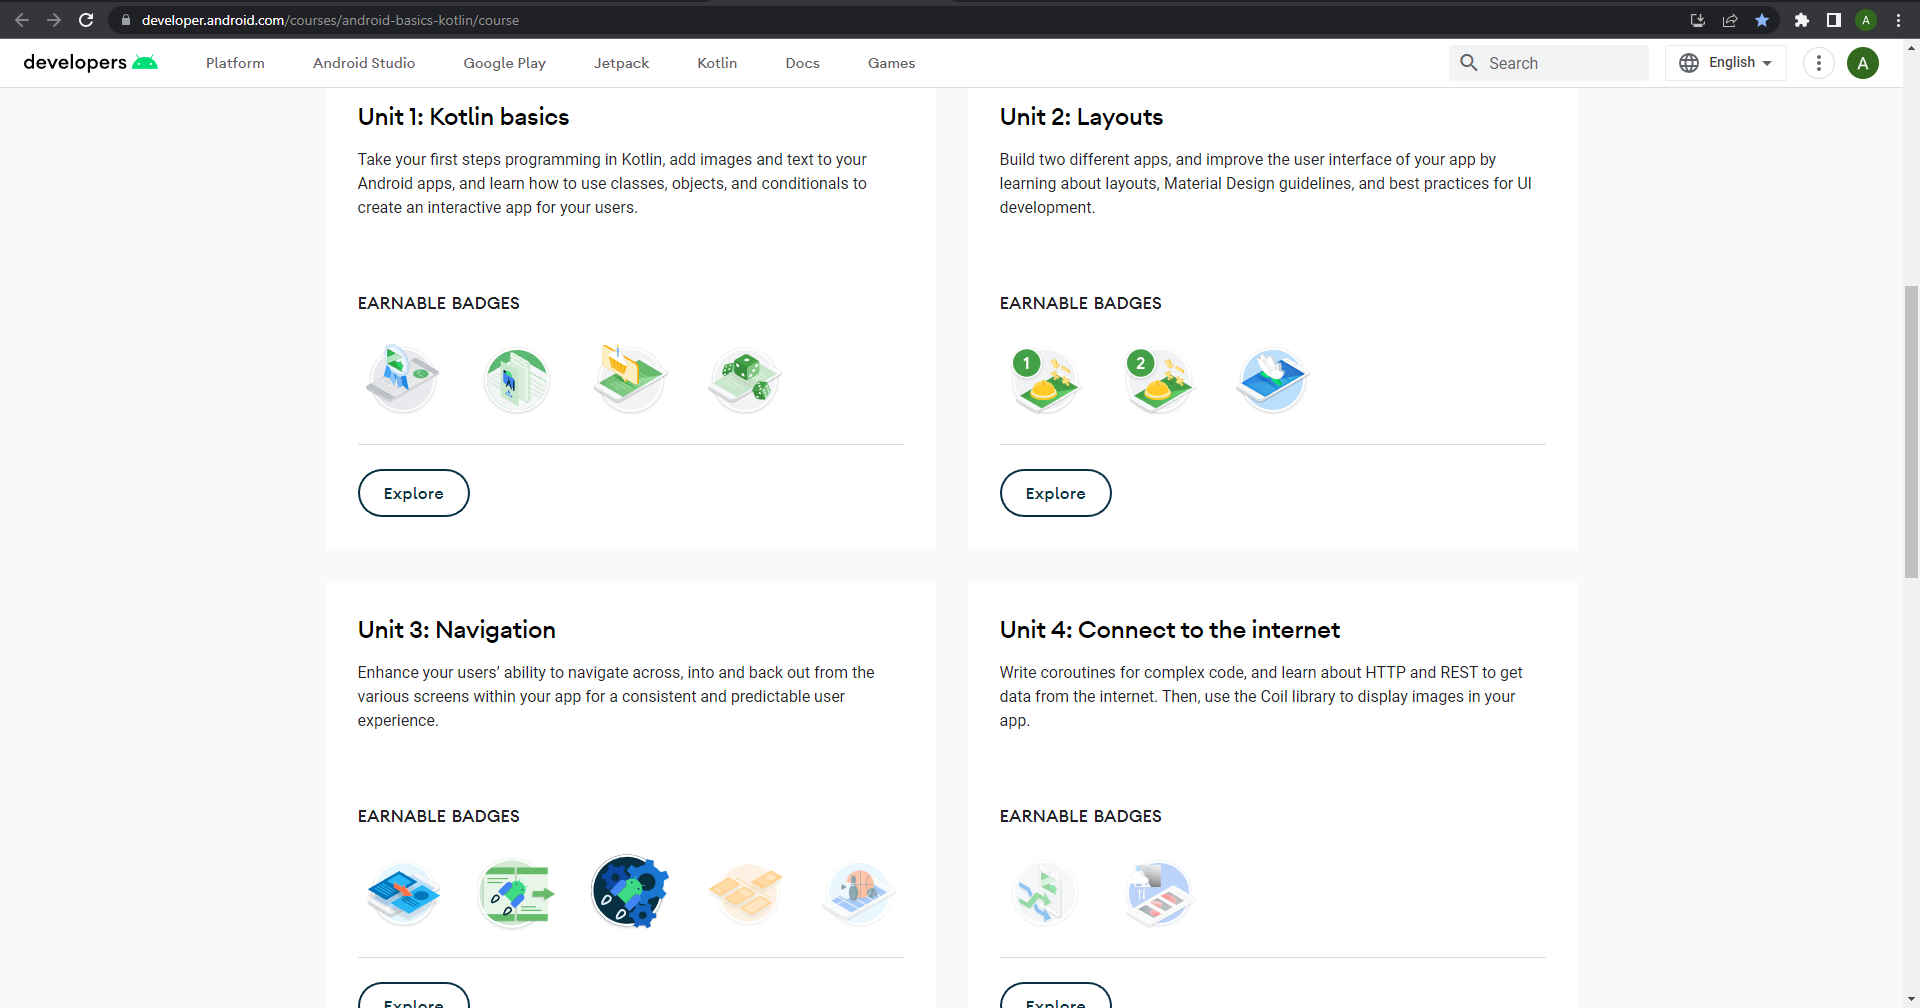 developer.android.com/courses/android-basics-kotlin/course
A
developers
Platform
Android Studio
Google Play
Jetpack
Kotlin
Docs
Games
Search
English
A
Unit 1: Kotlin basics
Take your first steps programming in Kotlin, add images and text to your
Android apps, and learn how to use classes, objects, and conditionals to
create an interactive app for your users.
EARNABLE BADGES
Explore
Unit 2: Layouts
Build two different apps, and improve the user interface of your app by
learning about layouts, Material Design guidelines, and best practices for UI
development.
EARNABLE BADGES
1
2
Explore
Unit 3: Navigation
Enhance your users’ ability to navigate across, into and back out from the
various screens within your app for a consistent and predictable user
experience.
EARNABLE BADGES
Explore
Unit 4: Connect to the internet
Write coroutines for complex code, and learn about HTTP and REST to get
data from the internet. Then, use the Coil library to display images in your
app.
EARNABLE BADGES
Explore